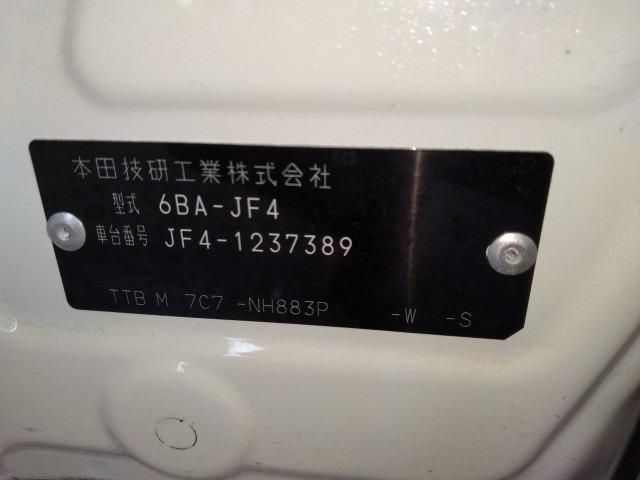 本田技研工業株式会社
型式 6BA-JF4
車台番号 JF4-1237389
TTB M 7C7 -NH883P -W -S